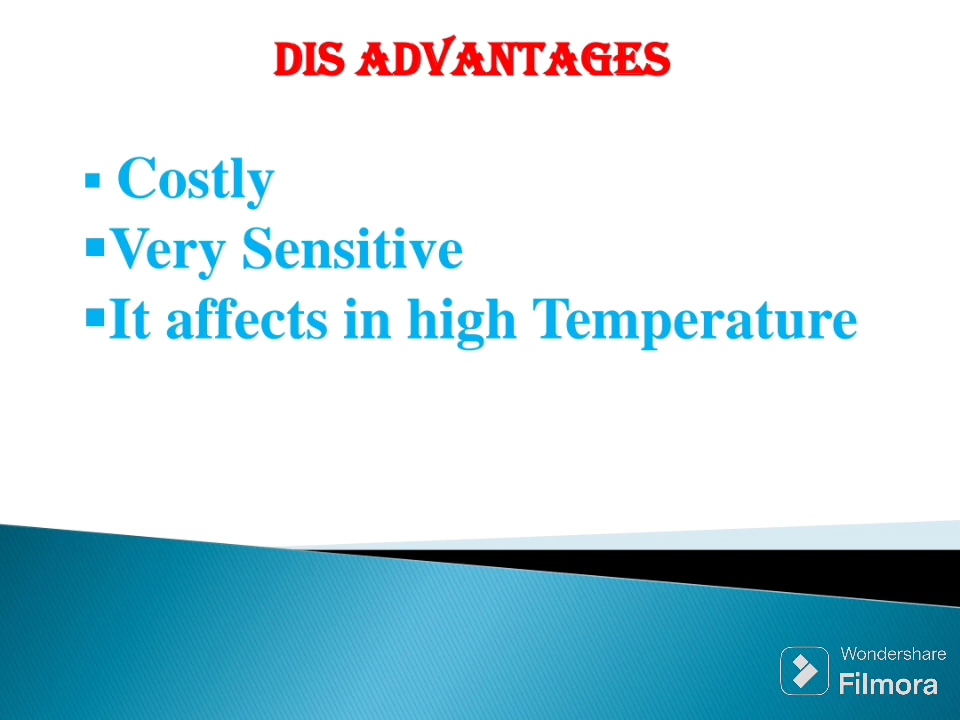 DIS ADVANTAGES
▪ Costly
▪Very Sensitive
▪It affects in high Temperature
Wondershare
Filmora